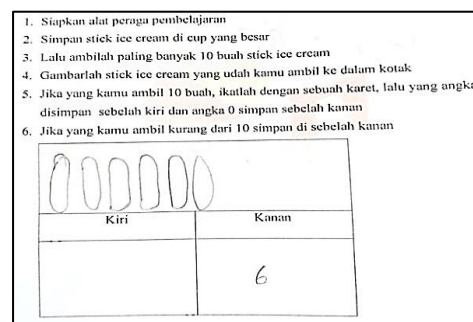 1. Siapkan alat peraga pembelajaran
2. Simpan stick ice cream di cup yang besar
3. Lalu ambilah paling banyak 10 buah stick ice cream
4. Gambarlah stick ice cream yang udah kamu ambil ke dalam kotak
5. Jika yang kamu ambil 10 buah, ikatlah dengan sebuah karet, lalu yang angka
disimpan sebelah kiri dan angka 0 simpan sebelah kanan
6. Jika yang kamu ambil kurang dari 10 simpan di sebelah kanan
Kiri Kanan
6